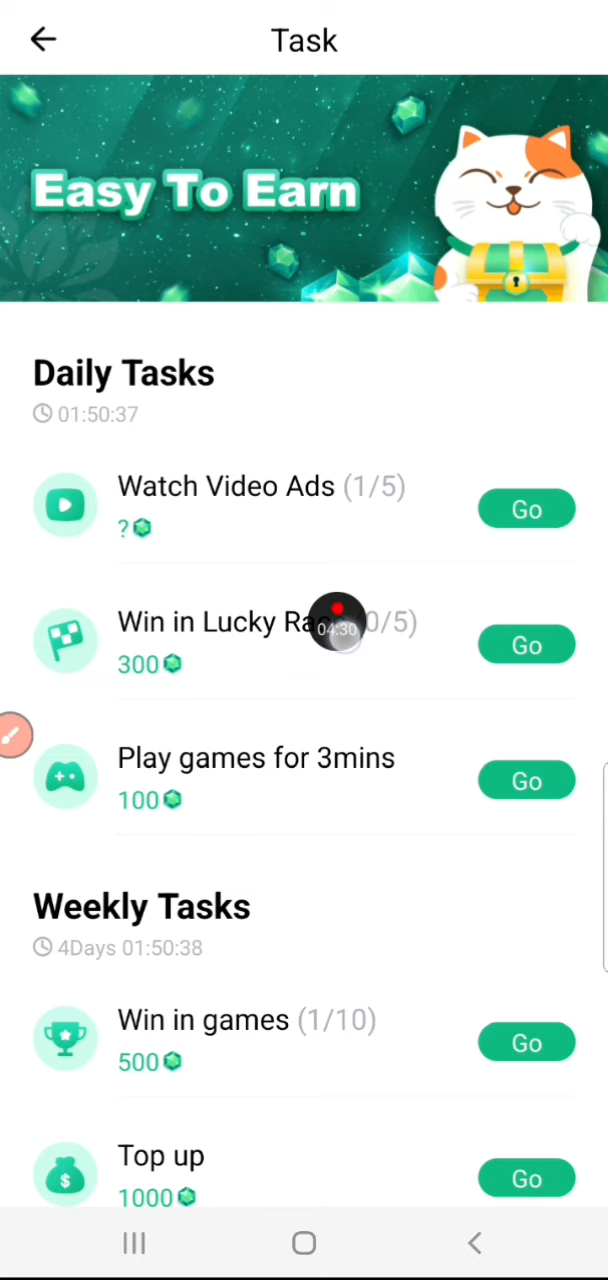 Task
Easy To Earn
Daily Tasks
01:50:37
Watch Video Ads (1/5)
?
Go
Win in Lucky Ra 0/5)
04:30
300
Go
Play games for 3mins
100
Go
Weekly Tasks
4Days 01:50:38
Win in games (1/10)
500
Go
Top up
1000
Go